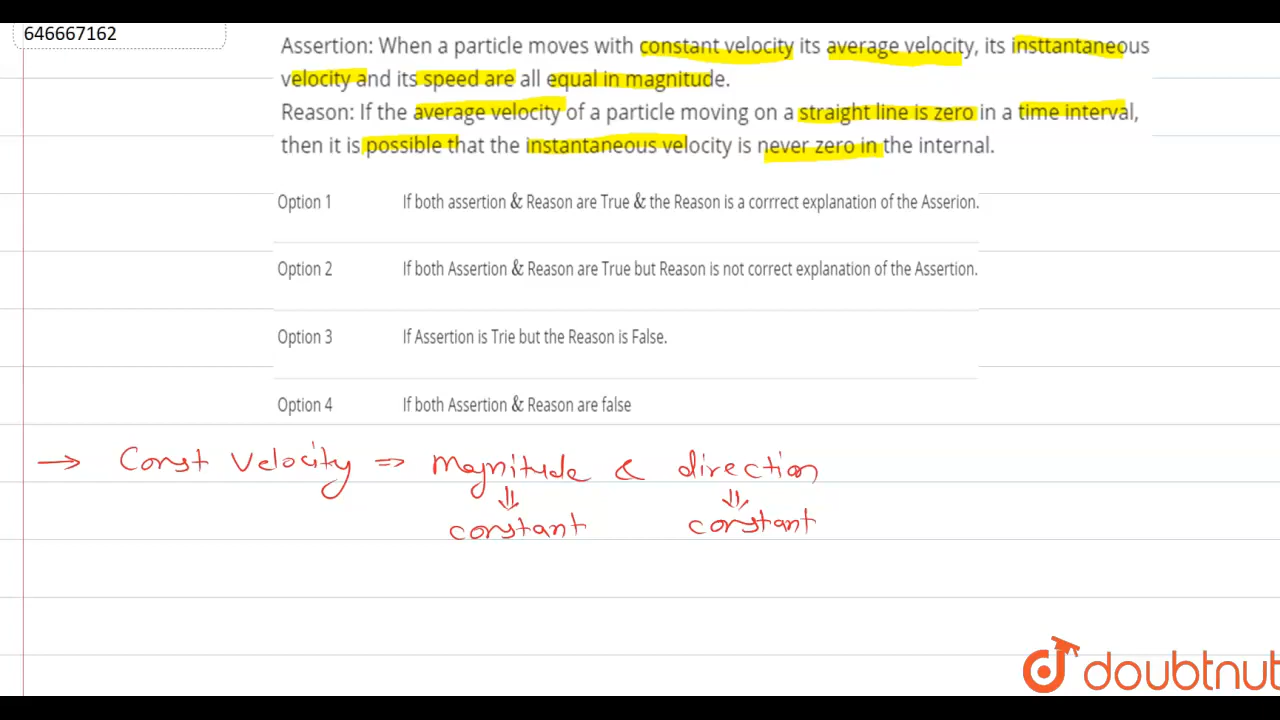 646667162
Assertion: When a particle moves with constant velocity its average velocity, its insttantaneous
velocity and its speed are all equal in magnitude.
Reason: If the average velocity of a particle moving on a straight line is zero in a time interval,
then it is possible that the instantaneous velocity is never zero in the internal.
Option 1 If both assertion & Reason are True & the Reason is a corrrect explanation of the Asserion.
Option 2 If both Assertion & Reason are True but Reason is not correct explanation of the Assertion.
Option 3 If Assertion is Trie but the Reason is False.
Option 4 If both Assertion & Reason are false
→ Const Velocity ⇒ Magnitude & direction
⇓ ⇓
constant constant
doubtnut